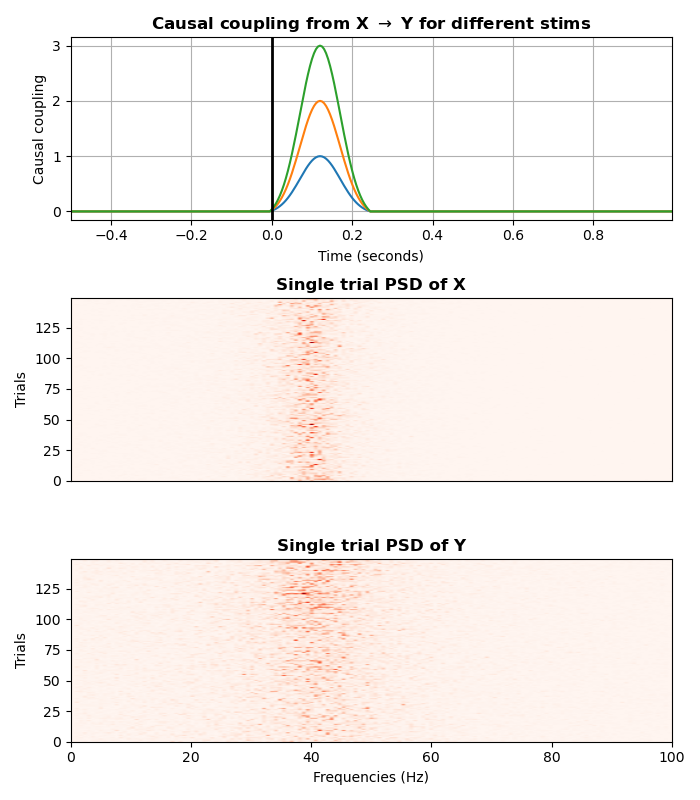 Causal coupling from X → Y for different stims
3
2
1
0
Causal coupling
−0.4 −0.2 0.0 0.2 0.4 0.6 0.8
Time (seconds)
Single trial PSD of X
125
100
75
50
25
0
Trials
Single trial PSD of Y
125
100
75
50
25
0
Trials
0 20 40 60 80 100
Frequencies (Hz)